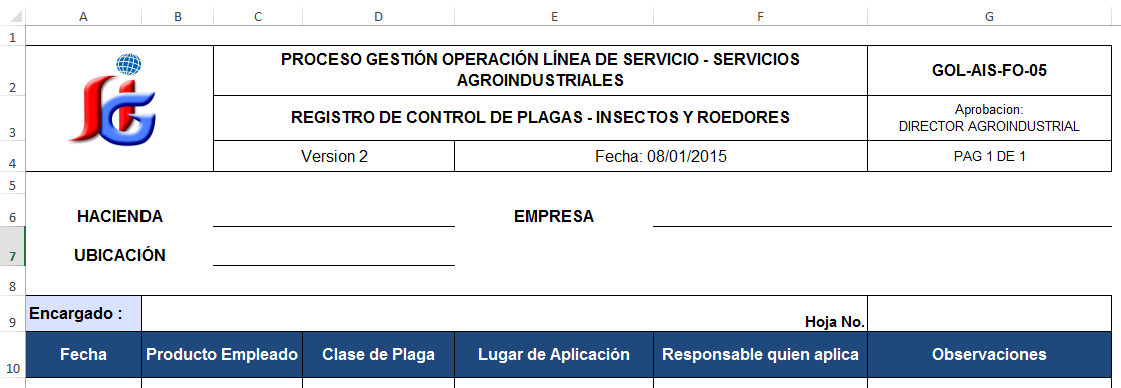 A B C D E F G
1
2 PROCESO GESTIÓN OPERACIÓN LÍNEA DE SERVICIO - SERVICIOS
AGROINDUSTRIALES
GOL-AIS-FO-05
3 REGISTRO DE CONTROL DE PLAGAS - INSECTOS Y ROEDORES
Aprobacion:
DIRECTOR AGROINDUSTRIAL
4 Version 2 Fecha: 08/01/2015 PAG 1 DE 1
5
6 HACIENDA EMPRESA
7 UBICACIÓN
8
9 Encargado : Hoja No.
10 Fecha Producto Empleado Clase de Plaga Lugar de Aplicación Responsable quien aplica Observaciones